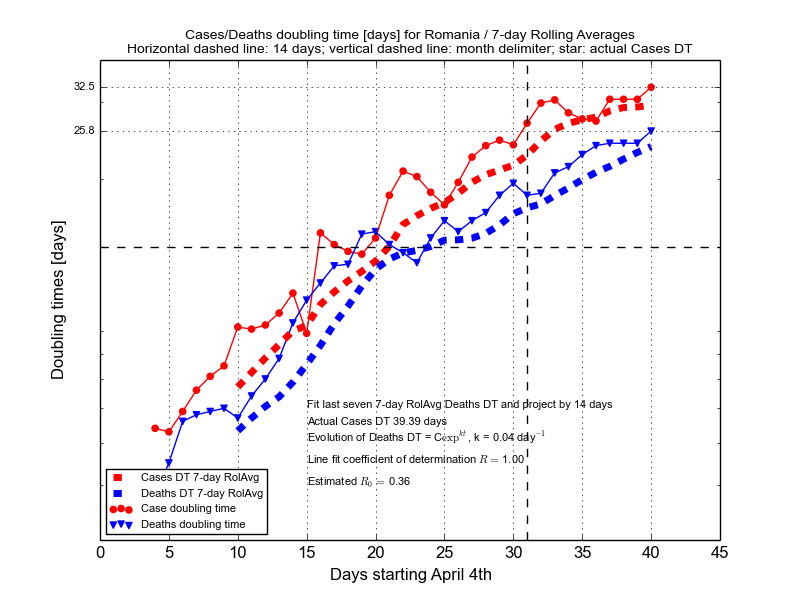 Cases/Deaths doubling time [days] for Romania / 7-day Rolling Averages
Horizontal dashed line: 14 days; vertical dashed line: month delimiter; star: actual Cases DT
32.5
25.8
Doubling times [days]
Fit last seven 7-day RolAvg Deaths DT and project by 14 days
Actual Cases DT 39.39 days
Evolution of Deaths DT = Cexp^{kt}, k = 0.04 day^{-1}
Line fit coefficient of determination R = 1.00
Estimated R_0 = 0.36
Cases DT 7-day RolAvg
Deaths DT 7-day RolAvg
Case doubling time
Deaths doubling time
0 5 10 15 20 25 30 35 40 45
Days starting April 4th